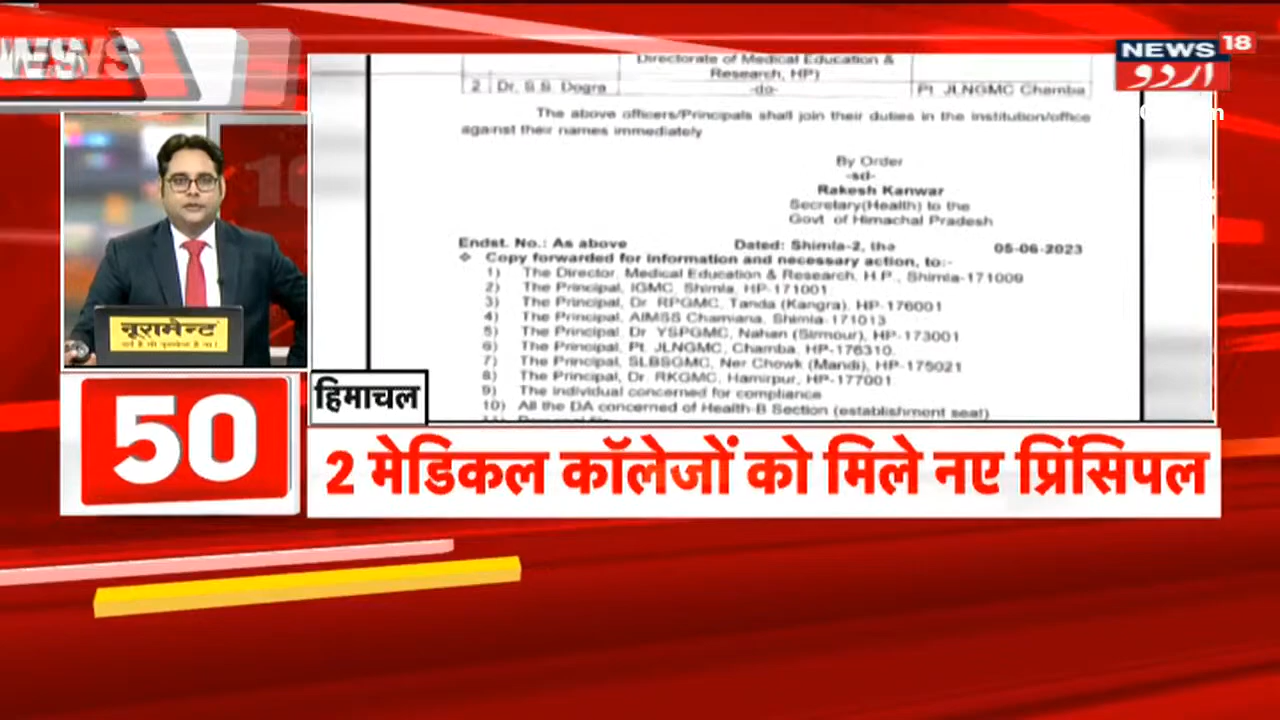 NEWS
NEWS
18
اردو
Directorate of Medical Education &
Research, HP)
2 Dr. S.S. Dogra -do- Pt. JLNGMC Chamba
The above officers/Principals shall join their duties in the institution/office
against their names immediately
By Order
-sd-
Rakesh Kanwar
Secretary(Health) to the
Govt of Himachal Pradesh
Endst. No.: As above Dated: Shimla-2, the 05-06-2023
❖ Copy forwarded for information and necessary action, to:-
1) The Director, Medical Education & Research, H.P., Shimla-171009
2) The Principal, IGMC, Shimla, HP-171001
3) The Principal, Dr RPGMC, Tanda (Kangra), HP-176001
4) The Principal, AIMSS Chamiana, Shimla-171013
5) The Principal, Dr YSPGMC, Nahan (Sirmour), HP-173001
6) The Principal, Pt. JLNGMC, Chamba, HP-176310.
7) The Principal, SLBSGMC, Ner Chowk (Mandi), HP-175021
8) The Principal, Dr. RKGMC, Hamirpur, HP-177001
9) The individual concerned for compliance
10) All the DA concerned of Health-B Section (establishment seat)
नूरामेन्ट
हिमाचल
50
2 मेडिकल कॉलेजों को मिले नए प्रिंसिपल